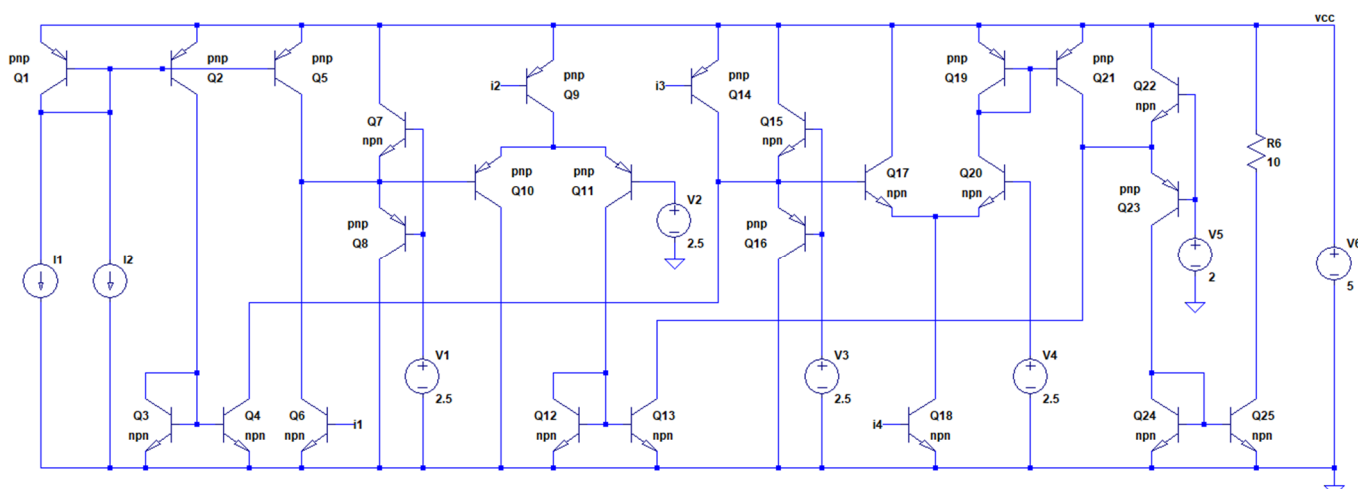 vcc
pnp
Q1
pnp
Q2
pnp
Q5
pnp
Q9
i2
i3
pnp
Q14
pnp
Q19
pnp
Q21
Q22
npn
Q7
npn
Q15
npn
R6
10
pnp
Q10
pnp
Q11
V2
2.5
Q17
npn
Q20
npn
pnp
Q23
pnp
Q8
pnp
Q16
V5
2
V6
5
I1
I2
V1
2.5
V3
2.5
V4
2.5
Q3
npn
Q4
npn
Q6
npn
i1
Q12
npn
Q13
npn
i4
Q18
npn
Q24
npn
Q25
npn